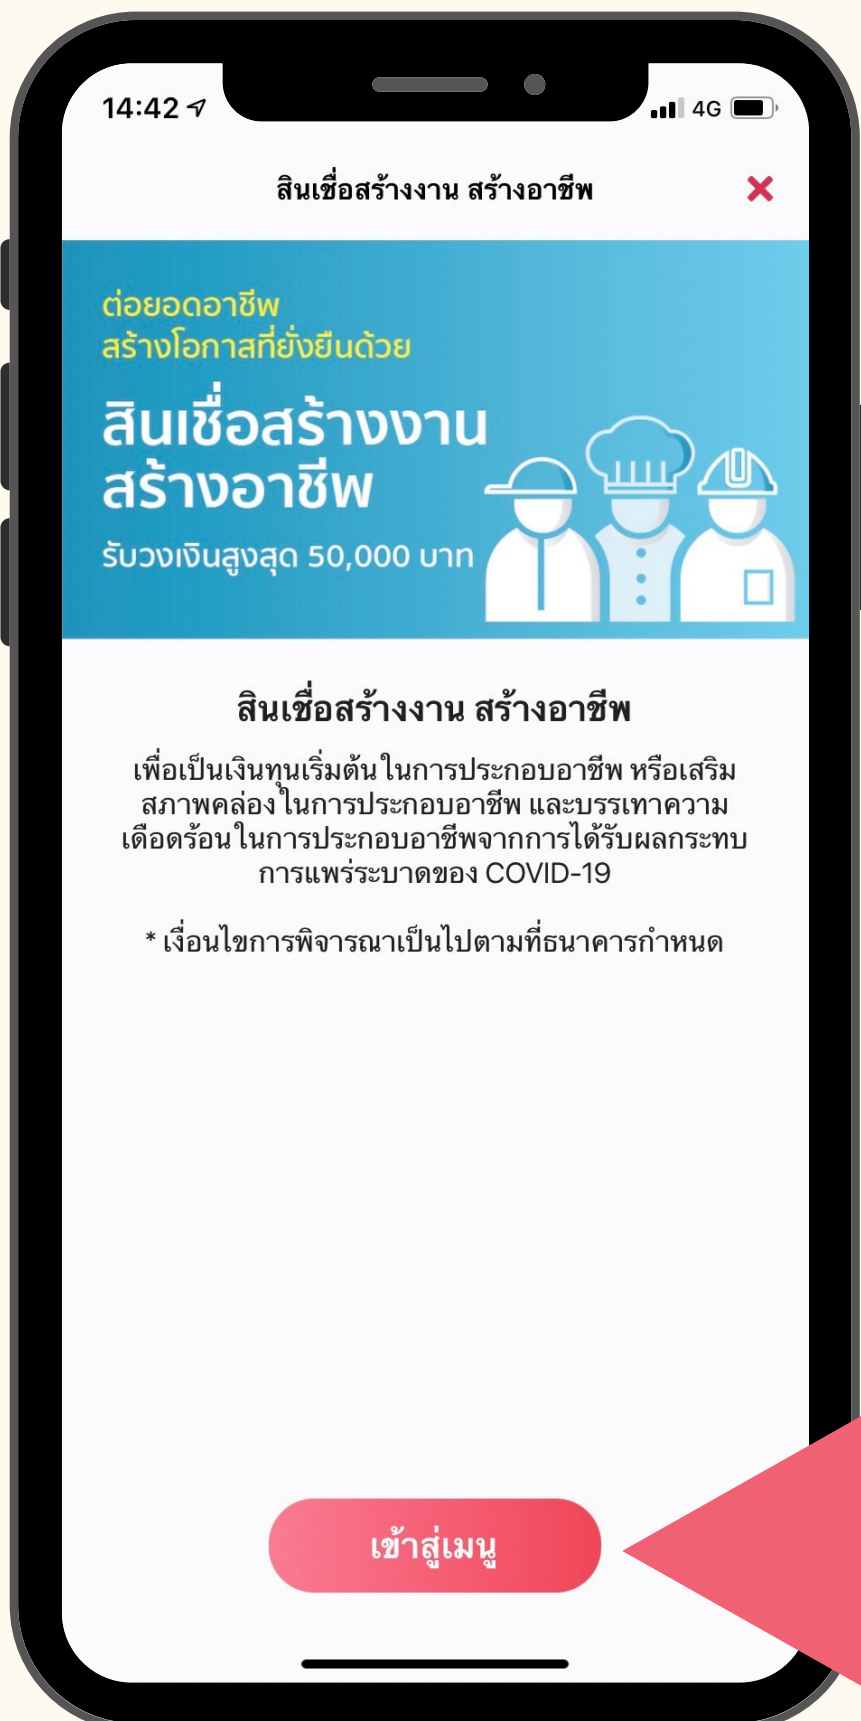 14:42
4G
สินเชื่อสร้างงาน สร้างอาชีพ
ต่อยอดอาชีพ
สร้างโอกาสที่ยั่งยืนด้วย
สินเชื่อสร้างงาน
สร้างอาชีพ
รับวงเงินสูงสุด 50,000 บาท
สินเชื่อสร้างงาน สร้างอาชีพ
เพื่อเป็นเงินทุนเริ่มต้นในการประกอบอาชีพ หรือเสริม
สภาพคล่องในการประกอบอาชีพ และบรรเทาความ
เดือดร้อนในการประกอบอาชีพจากการได้รับผลกระทบ
การแพร่ระบาดของ COVID-19
* เงื่อนไขการพิจารณาเป็นไปตามที่ธนาคารกำหนด
เข้าสู่เมนู